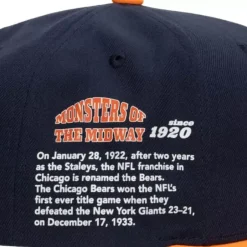 MONSTERS OF
THE MIDWAY since
1920
On January 28, 1922, after two years
as the Staleys, the NFL franchise in
Chicago is renamed the Bears.
The Chicago Bears won the NFL's
first ever title game when they
defeated the New York Giants 23-21,
on December 17, 1933.